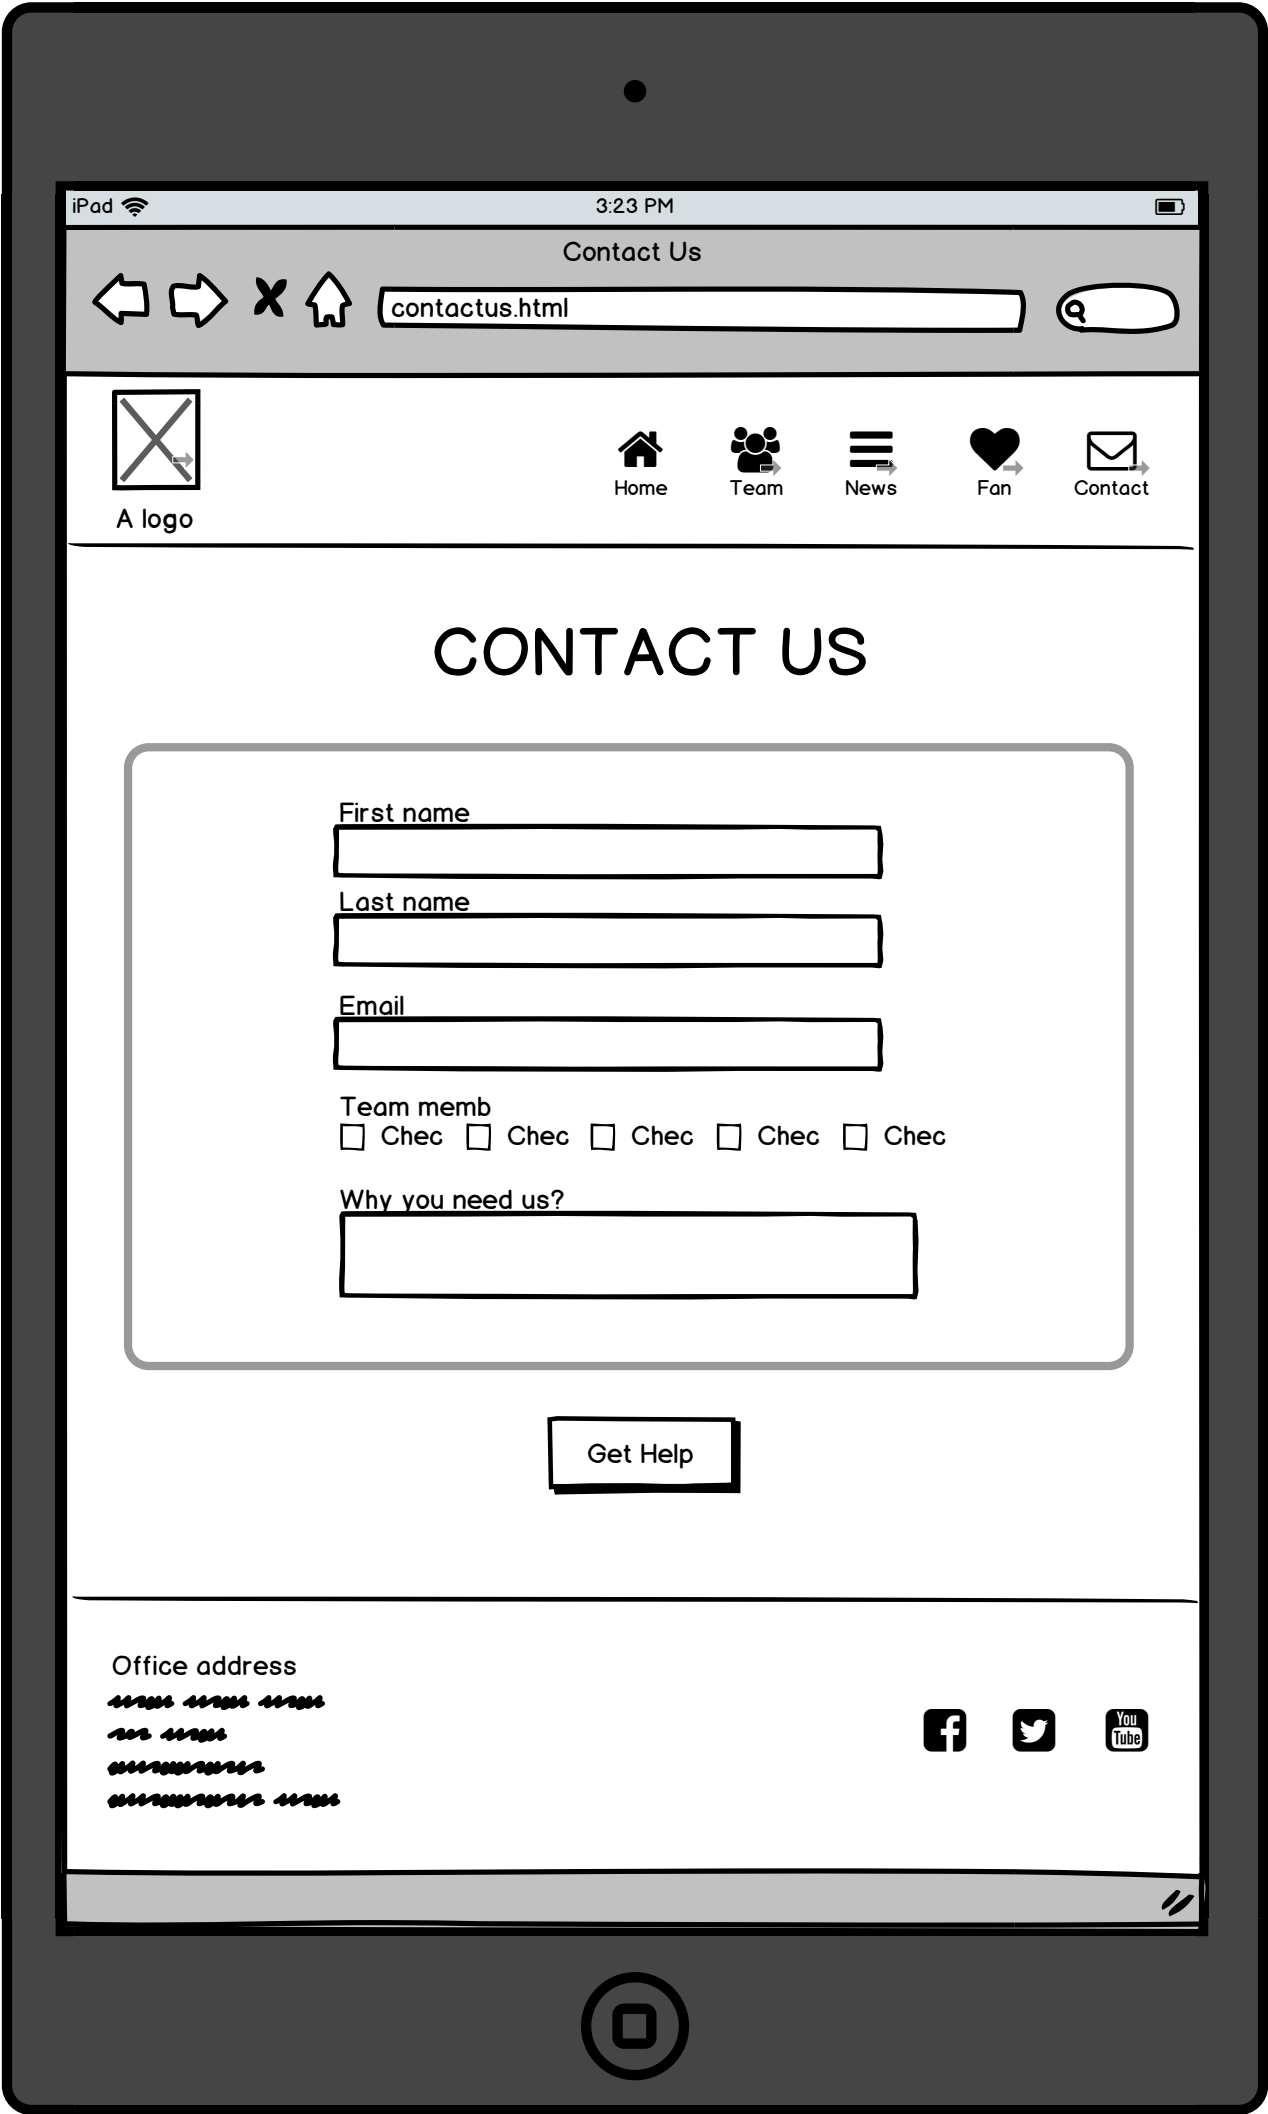 iPad 3:23 PM
Contact Us
contactus.html
A logo
Home Team News Fan Contact
CONTACT US
First name
Last name
Email
Team memb
Chec Chec Chec Chec Chec
Why you need us?
Get Help
Office address
You
Tube